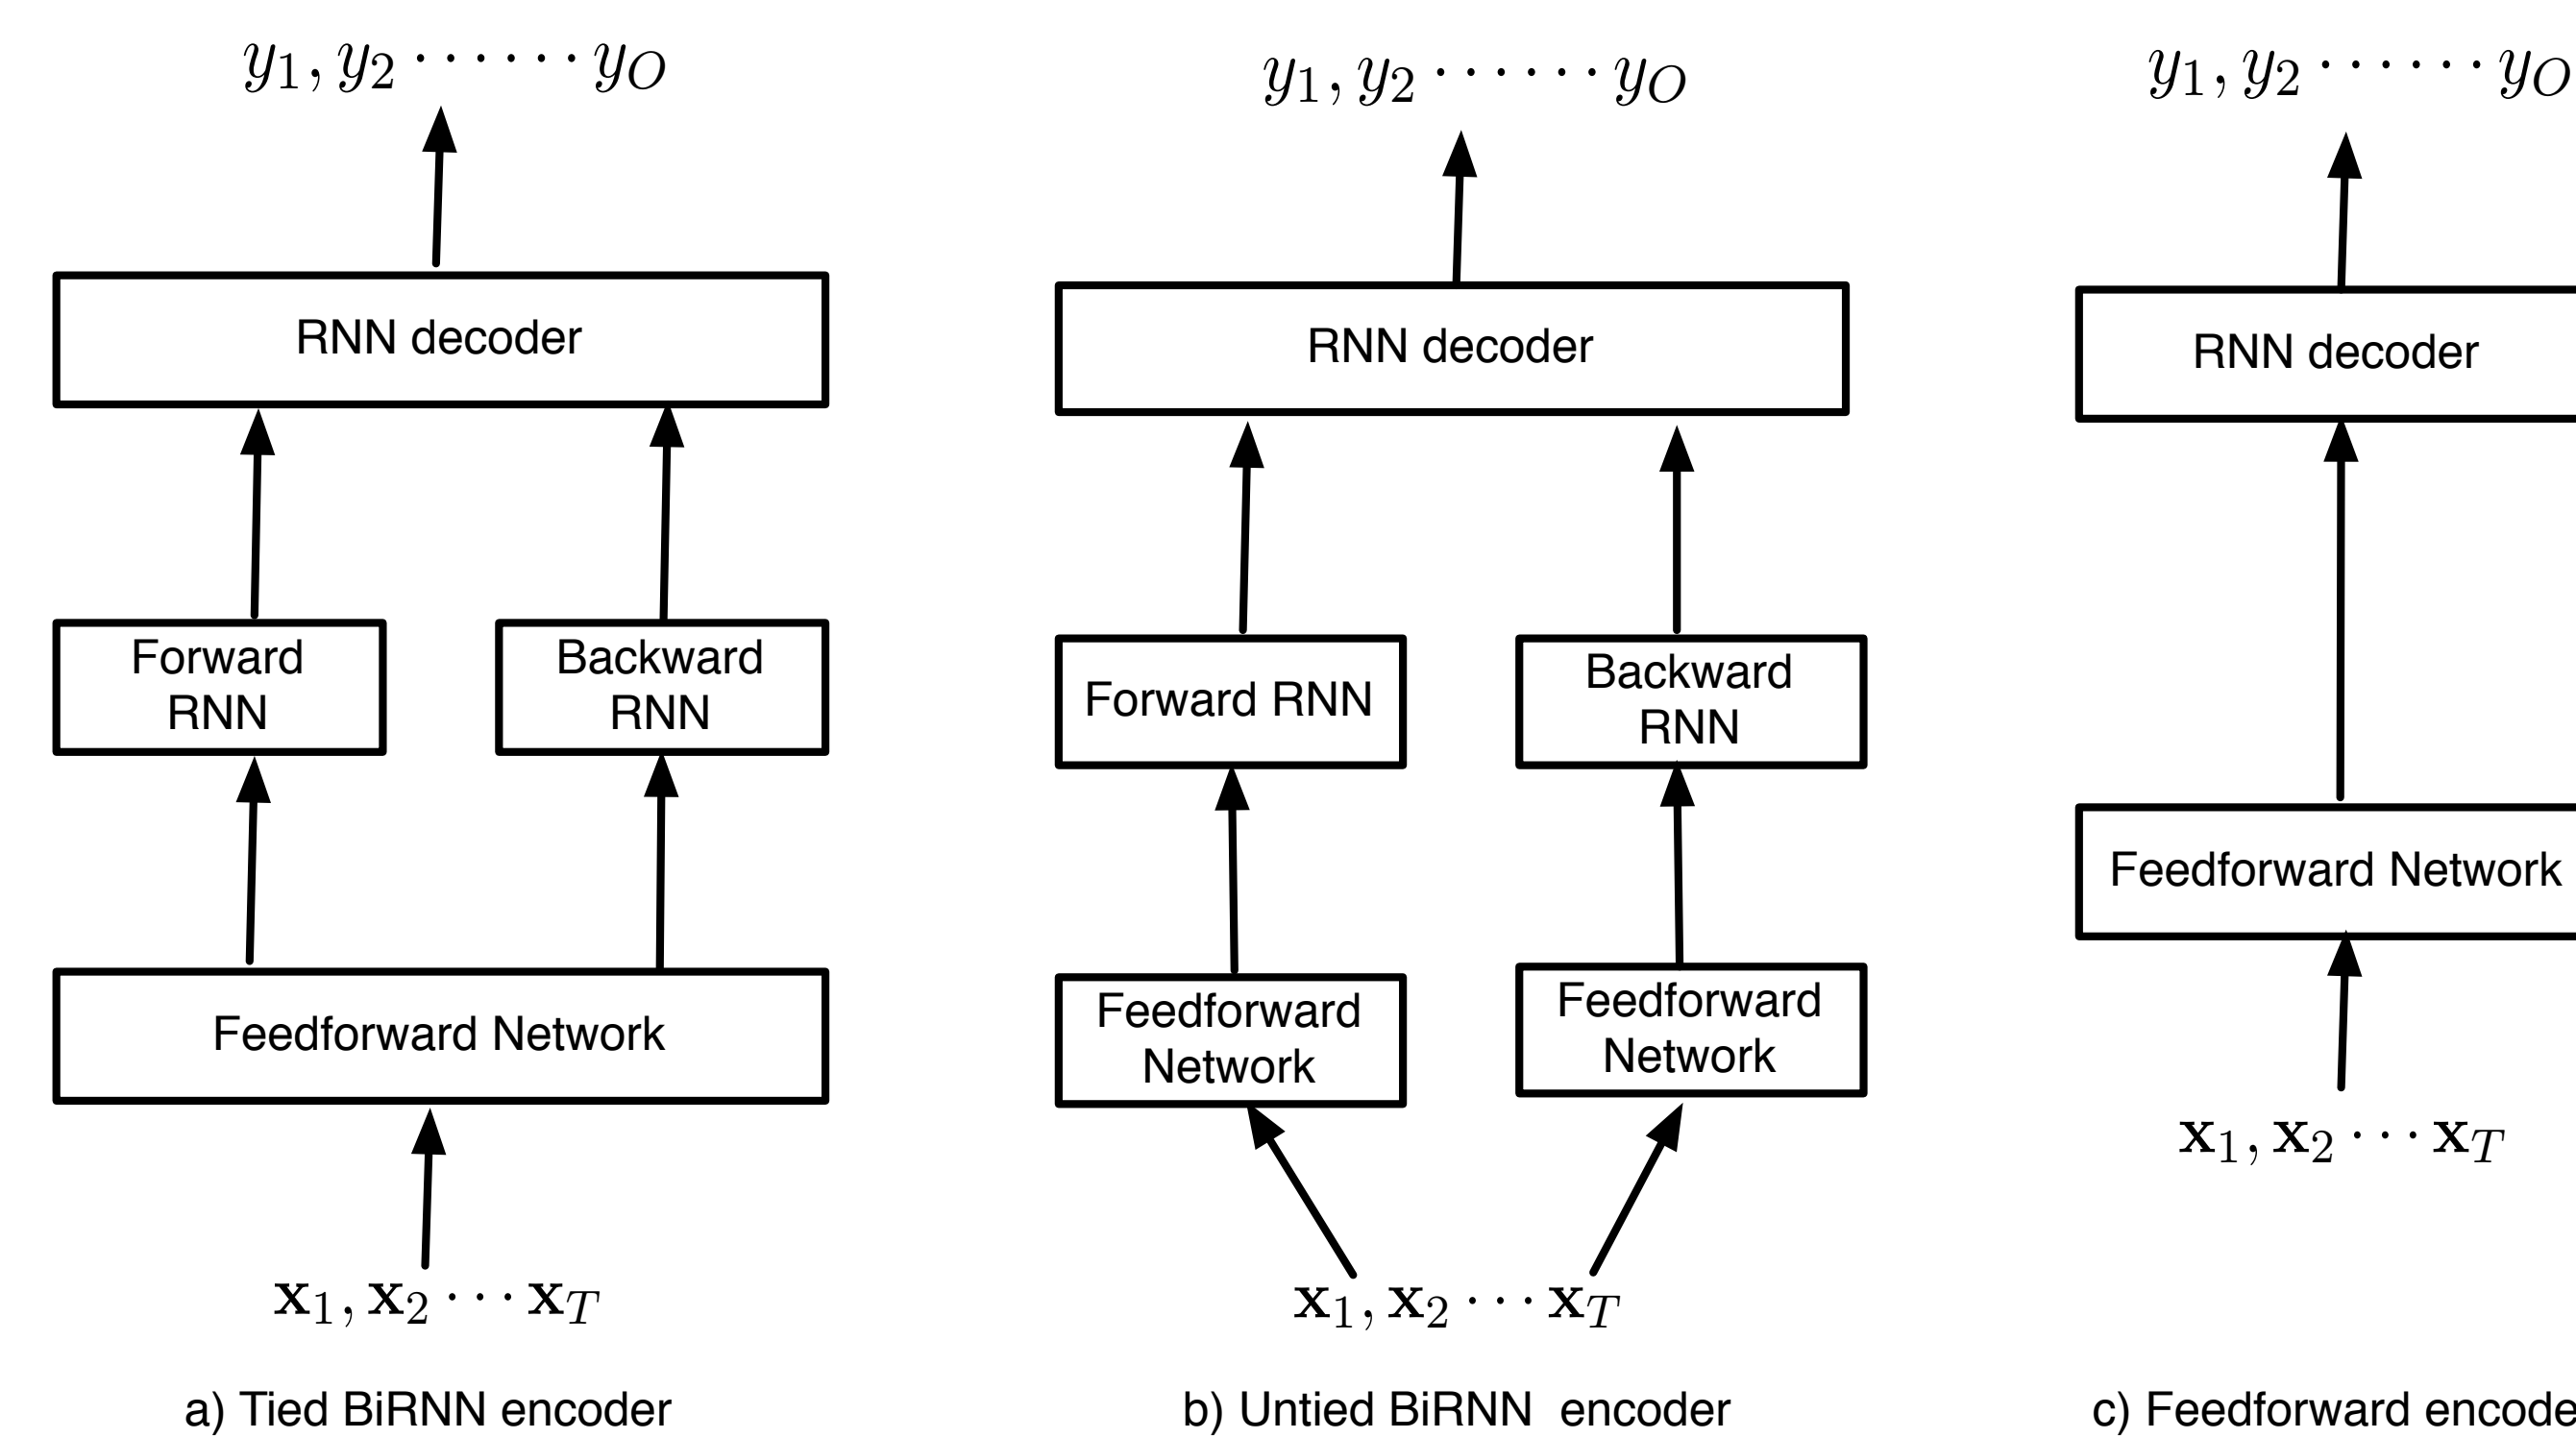 y1, y2 ······ yO
RNN decoder
Forward
RNN
Backward
RNN
Feedforward Network
x1, x2 ··· xT
a) Tied BiRNN encoder
y1, y2 ······ yO
RNN decoder
Forward RNN
Backward
RNN
Feedforward
Network
Feedforward
Network
x1, x2 ··· xT
b) Untied BiRNN  encoder
y1, y2 ······ yO
RNN decoder
Feedforward Network
x1, x2 ··· xT
c) Feedforward encode